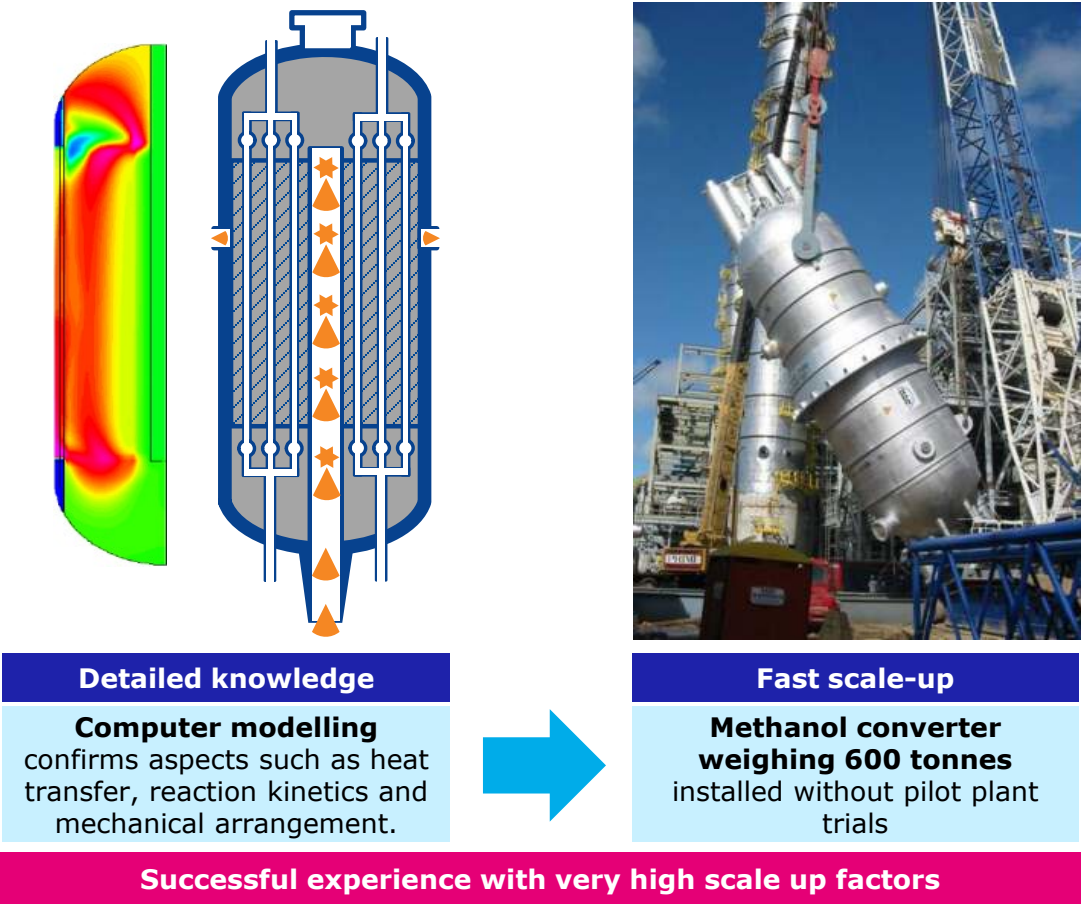 Detailed knowledge
Computer modelling
confirms aspects such as heat
transfer, reaction kinetics and
mechanical arrangement.
Fast scale-up
Methanol converter
weighing 600 tonnes
installed without pilot plant
trials
Successful experience with very high scale up factors